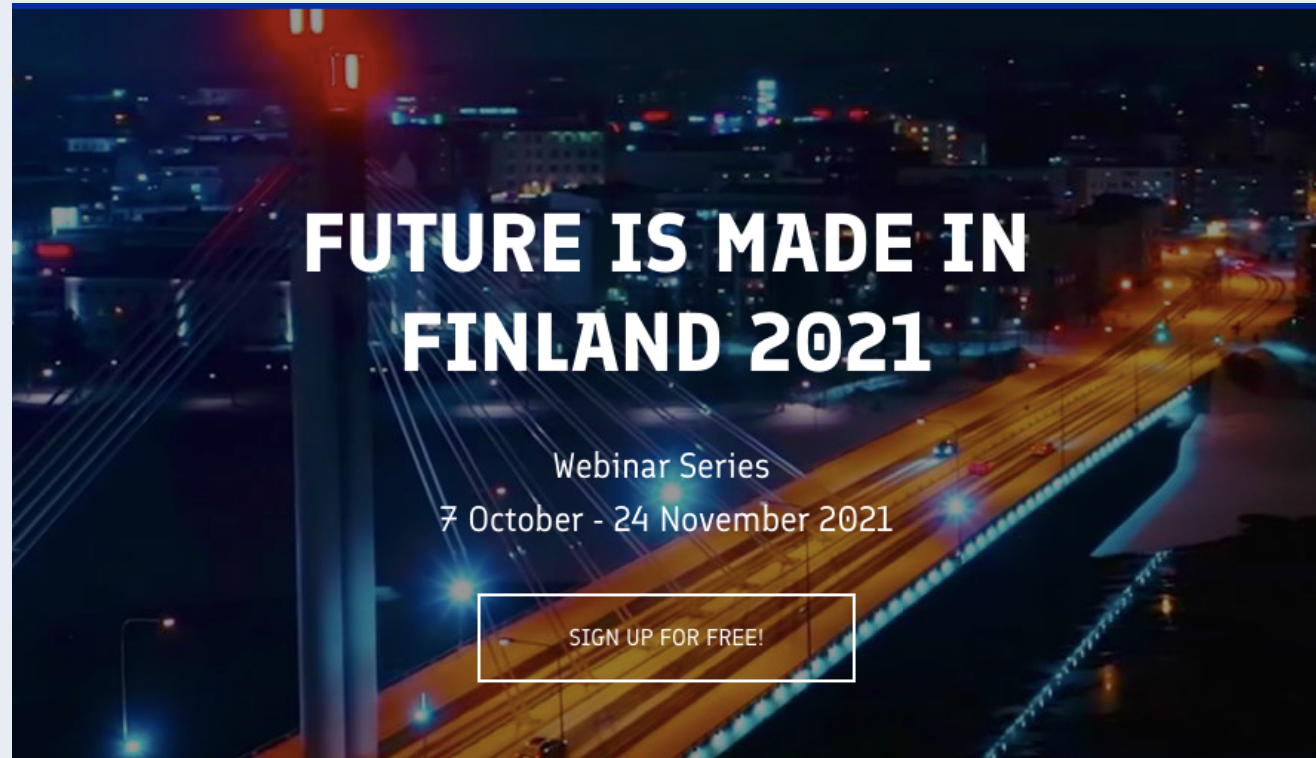 FUTURE IS MADE IN
FINLAND 2021
Webinar Series
7 October - 24 November 2021
SIGN UP FOR FREE!